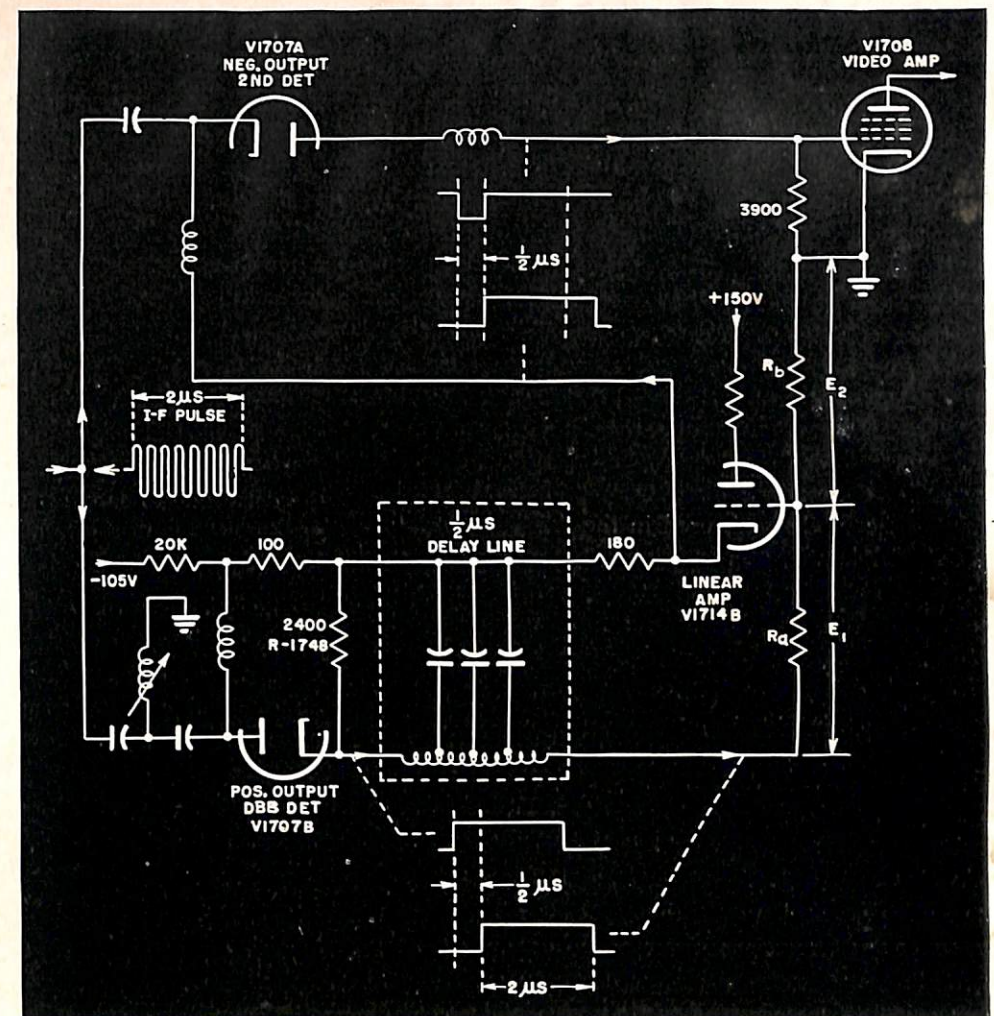 V1707A
NEG. OUTPUT
2ND DET
V1708
VIDEO AMP
3900
½ μS
+150V
Rb
E2
2μS
I-F PULSE
½ μS
DELAY LINE
20K
100
180
-105V
LINEAR
AMP
V1714B
2400
R-1748
Ra
E1
POS. OUTPUT
DBB DET
V1707B
½ μS
2μS